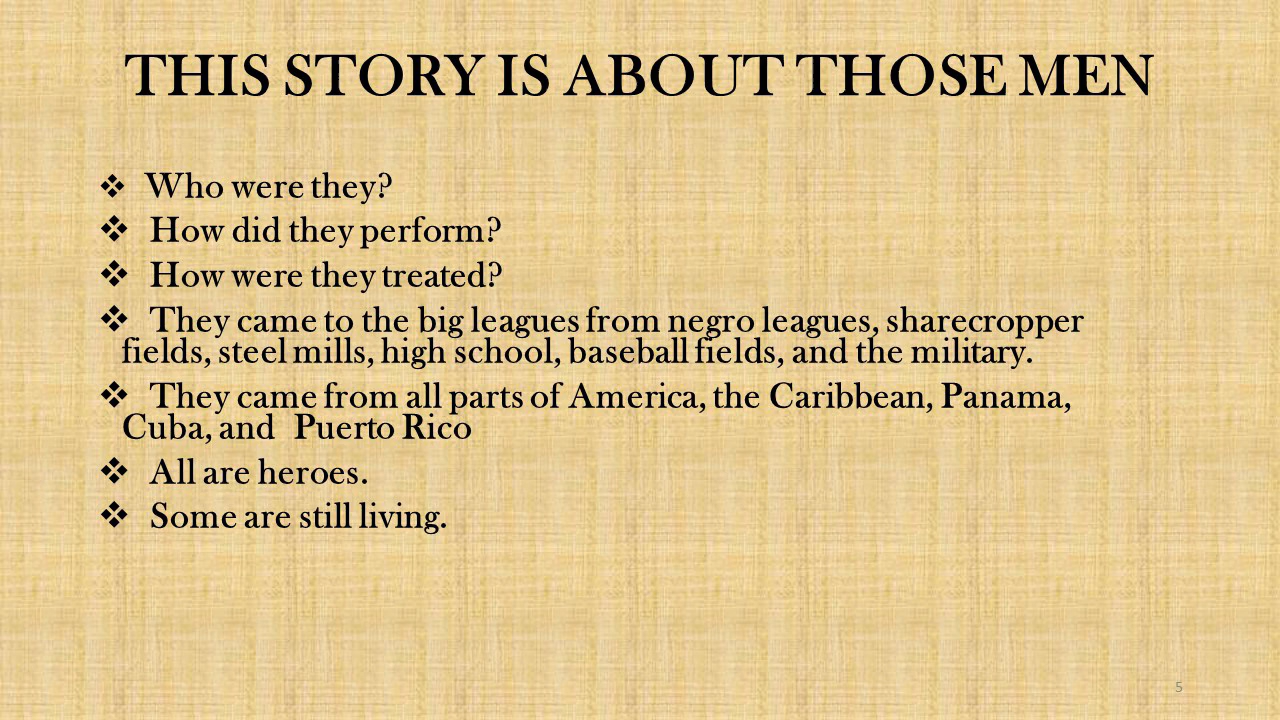 THIS STORY IS ABOUT THOSE MEN
❖ Who were they?
❖ How did they perform?
❖ How were they treated?
❖ They came to the big leagues from negro leagues, sharecropper
fields, steel mills, high school, baseball fields, and the military.
❖ They came from all parts of America, the Caribbean, Panama,
Cuba, and Puerto Rico
❖ All are heroes.
❖ Some are still living.
5